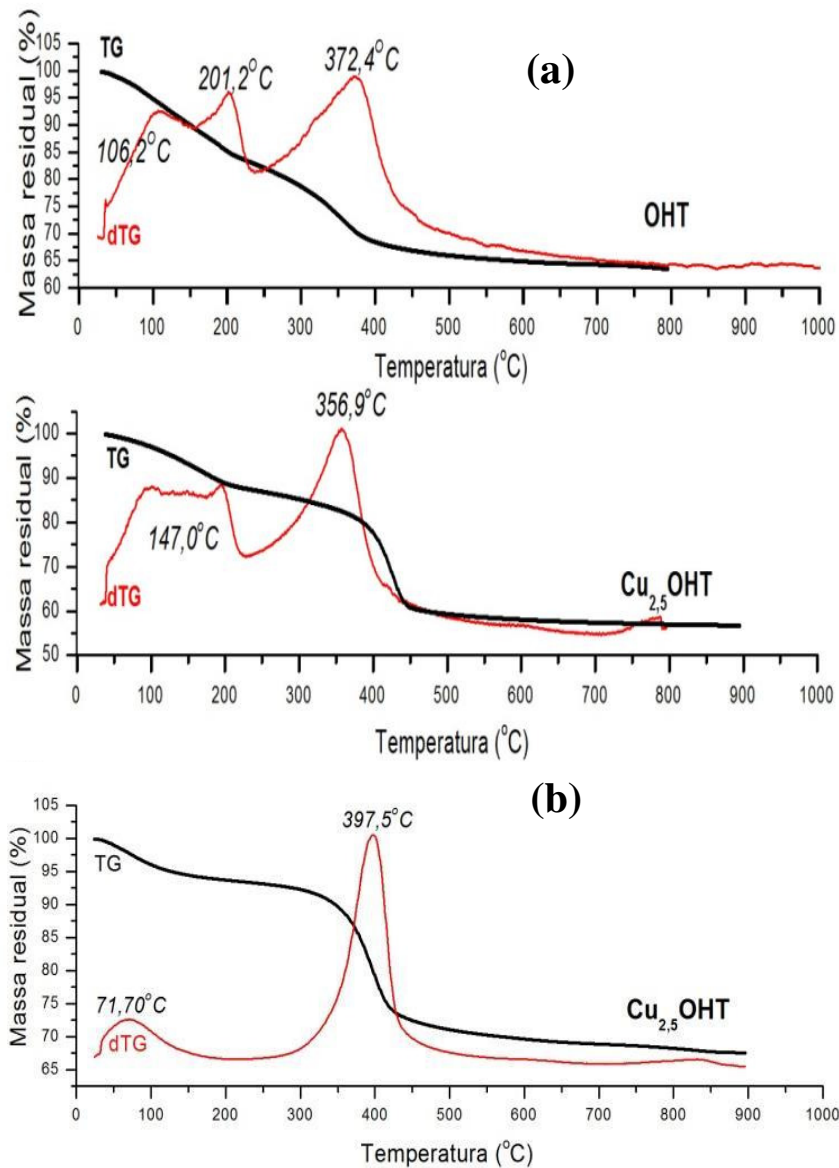 (a)
TG
201,2°C
372,4°C
106,2°C
dTG
OHT
Massa residual (%)
105
100
95
90
85
80
75
70
65
60
0 100 200 300 400 500 600 700 800 900 1000
Temperatura (°C)
356,9°C
TG
147,0°C
dTG
Cu2,5OHT
Massa residual (%)
100
90
80
70
60
50
0 100 200 300 400 500 600 700 800 900 1000
Temperatura (°C)
(b)
397,5°C
TG
71,70°C
dTG
Cu2,5OHT
Massa residual (%)
105
100
95
90
85
80
75
70
65
0 100 200 300 400 500 600 700 800 900 1000
Temperatura (°C)